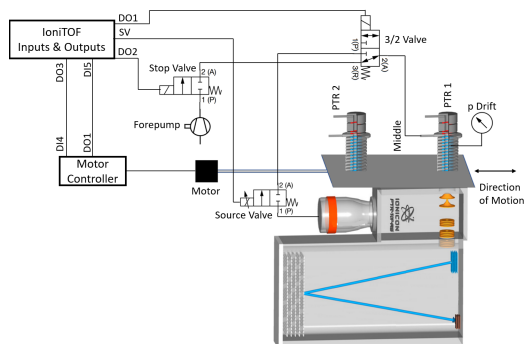 IoniTOF
Inputs & Outputs
DO1
SV
DO2
DO3
DI5
Stop Valve
2 (A)
1 (P)
Forepump
1(P)
3/2 Valve
2(A)
3(R)
PTR 2
PTR 1
p Drift
Middle
DI4
DO1
Motor
Controller
Motor
Direction
of Motion
2 (A)
Source Valve
1 (P)
IONICON